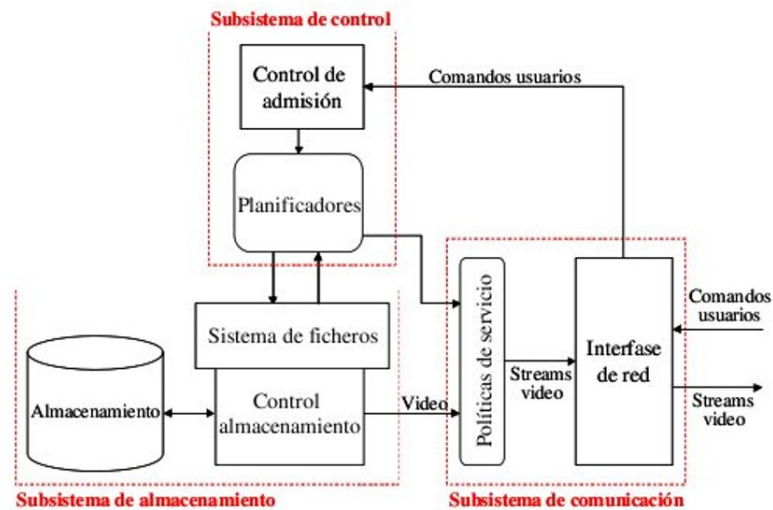 Subsistema de control
Control de
admisión
Comandos usuarios
Planificadores
Sistema de ficheros
Almacenamiento
Control
almacenamiento
Video
Políticas de servicio
Streams
video
Interfase
de red
Comandos
usuarios
Streams
video
Subsistema de almacenamiento
Subsistema de comunicación